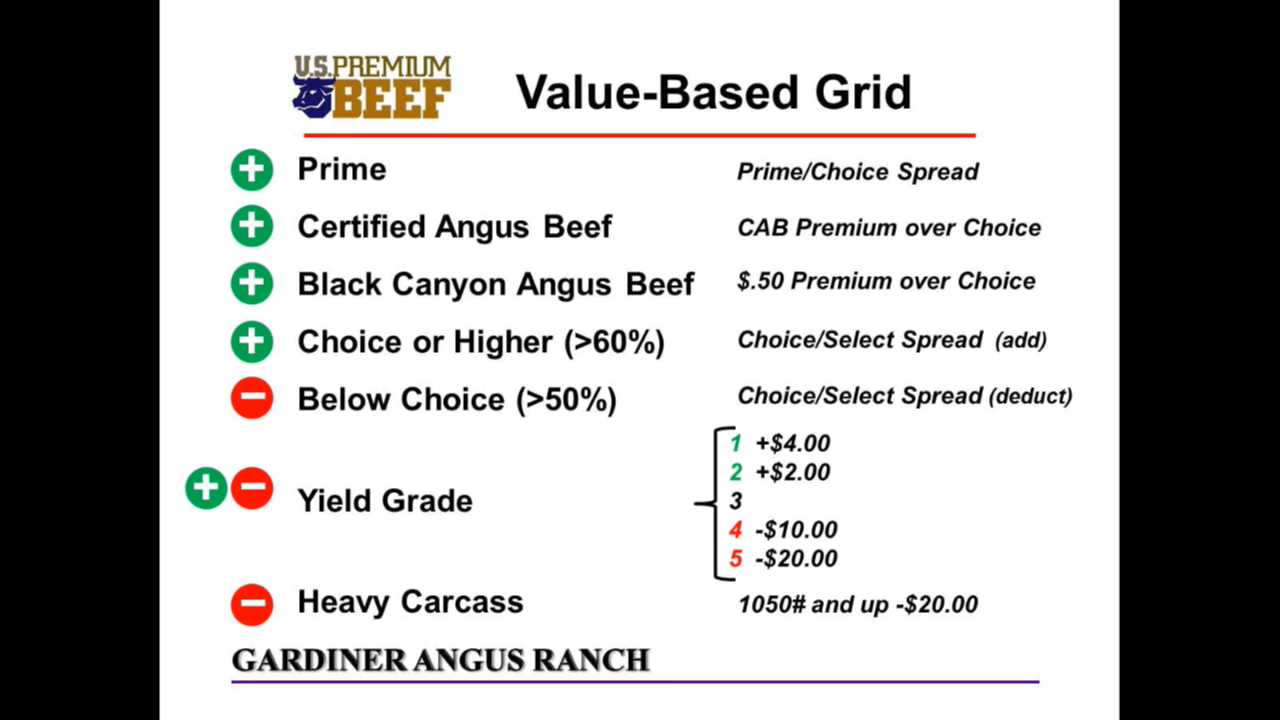 U.S. PREMIUM
BEEF
Value-Based Grid
Prime Prime/Choice Spread
Certified Angus Beef CAB Premium over Choice
Black Canyon Angus Beef $.50 Premium over Choice
Choice or Higher (>60%) Choice/Select Spread (add)
Below Choice (>50%) Choice/Select Spread (deduct)
Yield Grade
1 +$4.00
2 +$2.00
3
4 -$10.00
5 -$20.00
Heavy Carcass 1050# and up -$20.00
GARDINER ANGUS RANCH